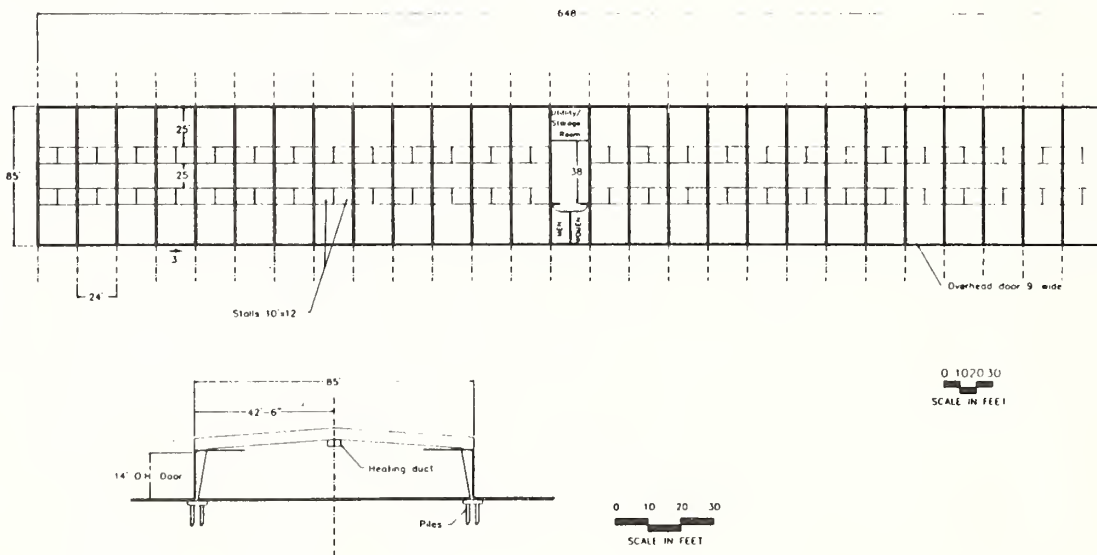 648
85'
25'
25
Utility/
Storage
Room
38
MEN
WOMEN
3
24'
Stalls 10'x12
Overhead door 9 wide
0 10 20 30
SCALE IN FEET
85'
42'-6"
14' O.H. Door
Heating duct
Piles
0 10 20 30
SCALE IN FEET